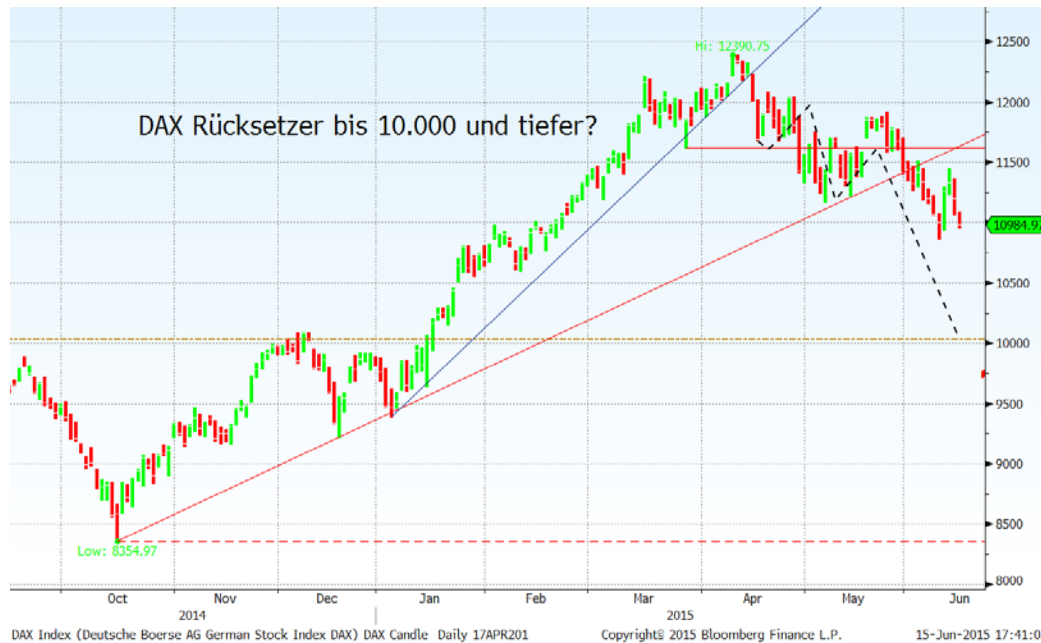 12500
Hi: 12390.75
12000
DAX Rücksetzer bis 10.000 und tiefer?
11500
10984.97
10500
10000
9500
9000
8500
Low: 8354.97
8000
Oct Nov Dec Jan Feb Mar Apr May Jun
2014 2015
DAX Index (Deutsche Boerse AG German Stock Index DAX) DAX Candle Daily 17APR201 Copyright© 2015 Bloomberg Finance L.P. 15-Jun-2015 17:41:0